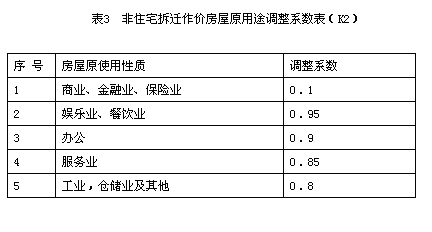 表3 非住宅拆迁作价房屋原用途调整系数表(K2)
序 号 房屋原使用性质 调整系数
1 商业、金融业、保险业 0.1
2 娱乐业、餐饮业 0.95
3 办公 0.9
4 服务业 0.85
5 工业，仓储业及其他 0.8